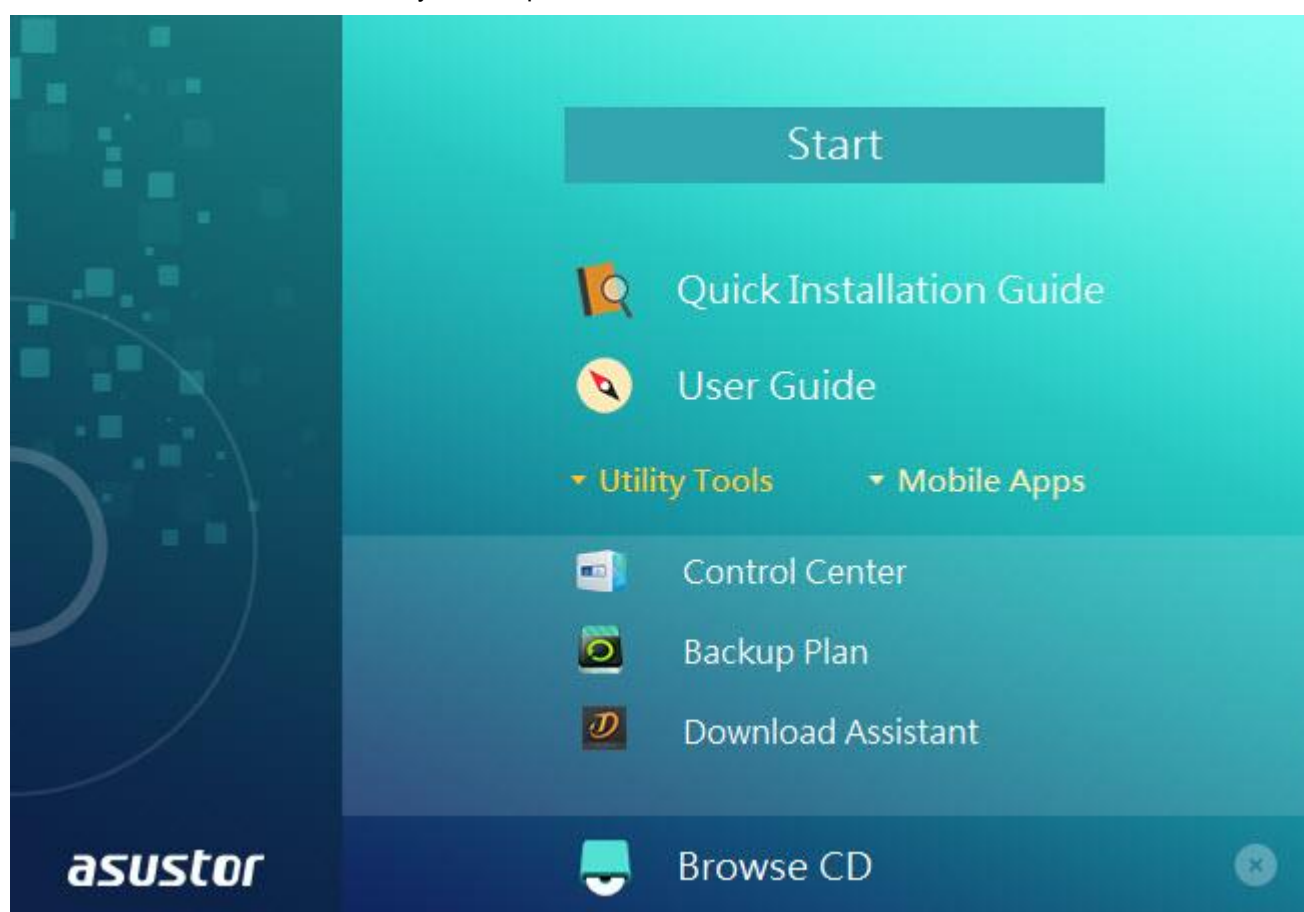 Start
Quick Installation Guide
User Guide
Utility Tools
Mobile Apps
Control Center
Backup Plan
Download Assistant
asustor
Browse CD